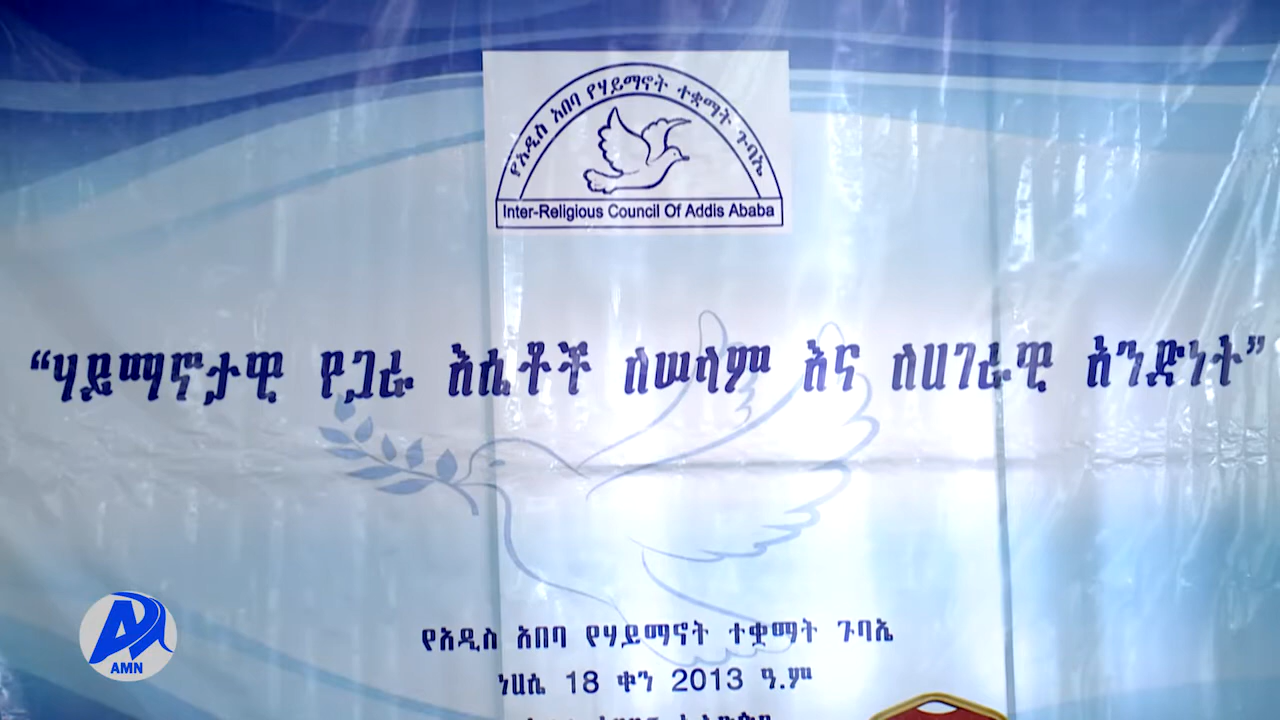 የአዲስ አበባ የሃይማኖት ተቋማት ጉባኤ
Inter-Religious Council Of Addis Ababa
“ሃይማኖታዊ የጋራ እሴቶች ለሠላም እና ለሀገራዊ አንድነት”
የአዲስ አበባ የሃይማኖት ተቋማት ጉባኤ
ነሀሴ 18 ቀን 2013 ዓ.ም
AMN